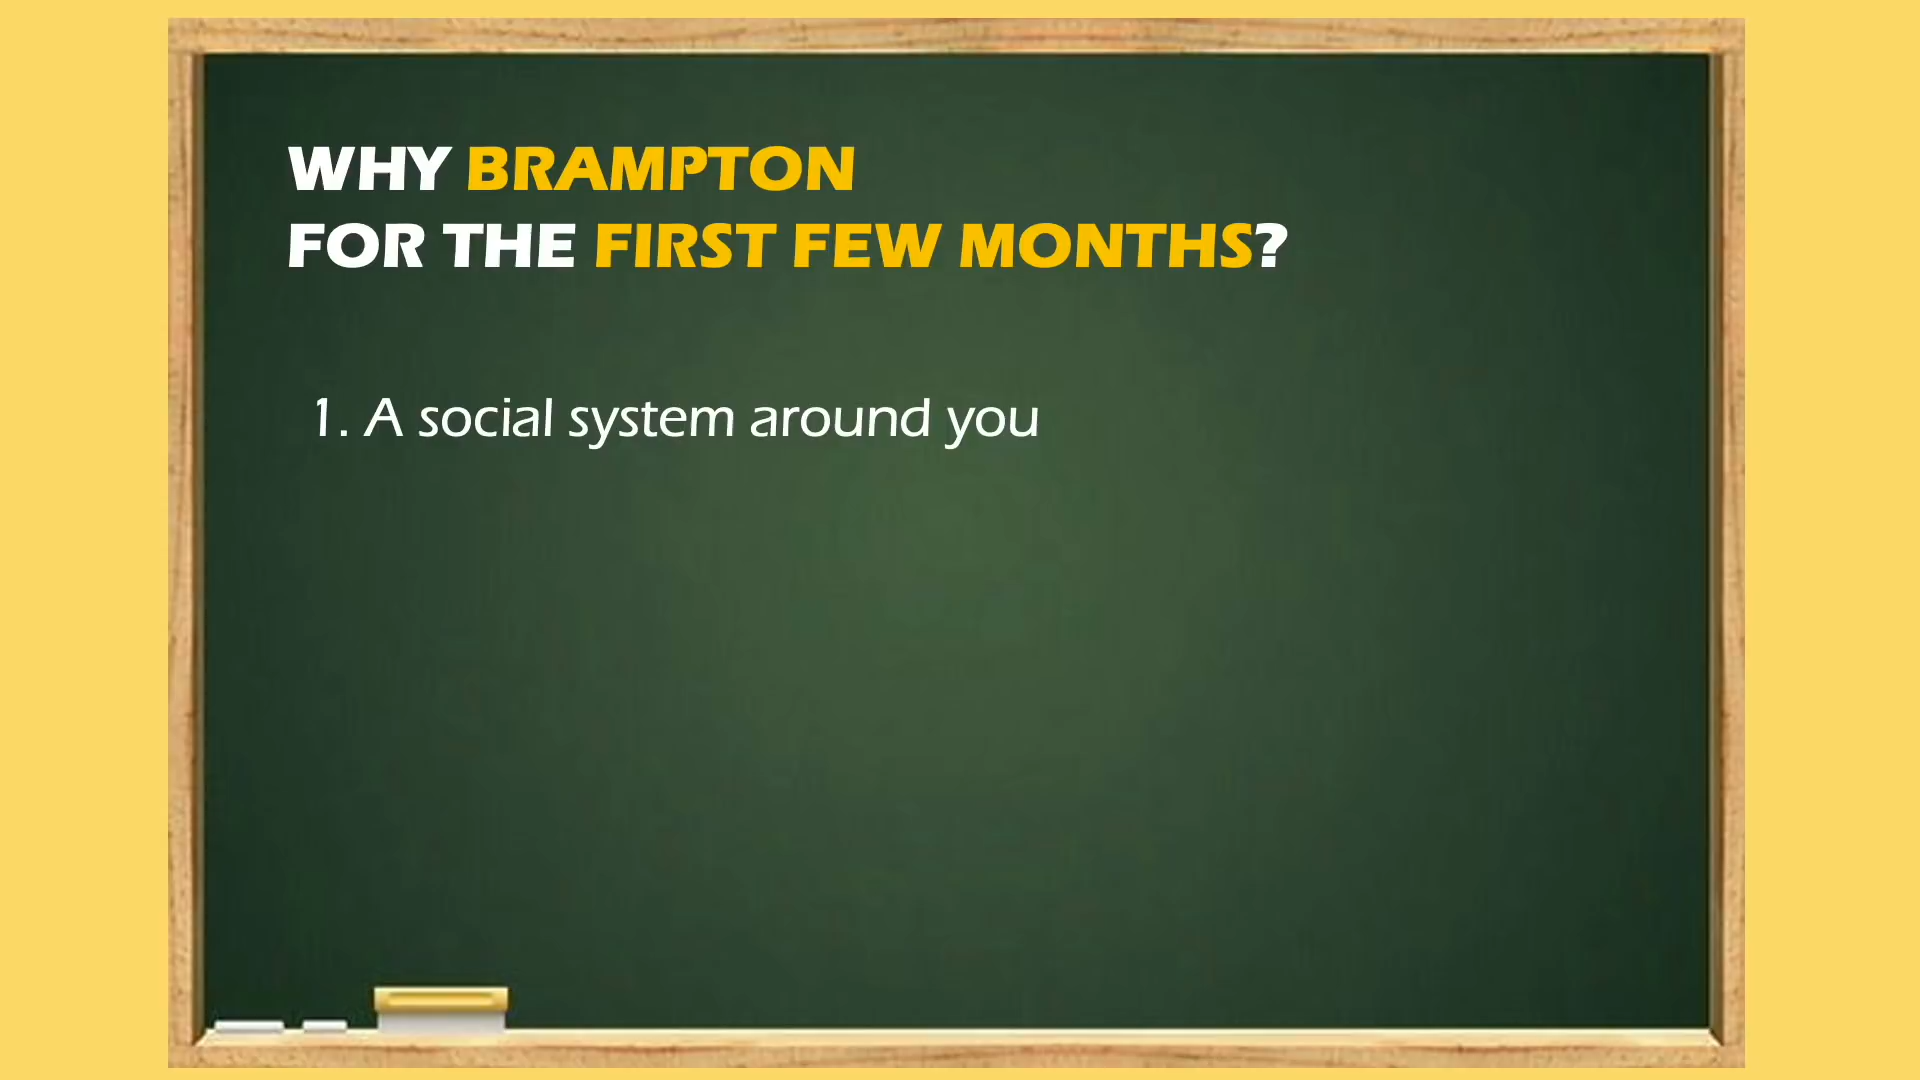 WHY BRAMPTON
FOR THE FIRST FEW MONTHS?
1. A social system around you